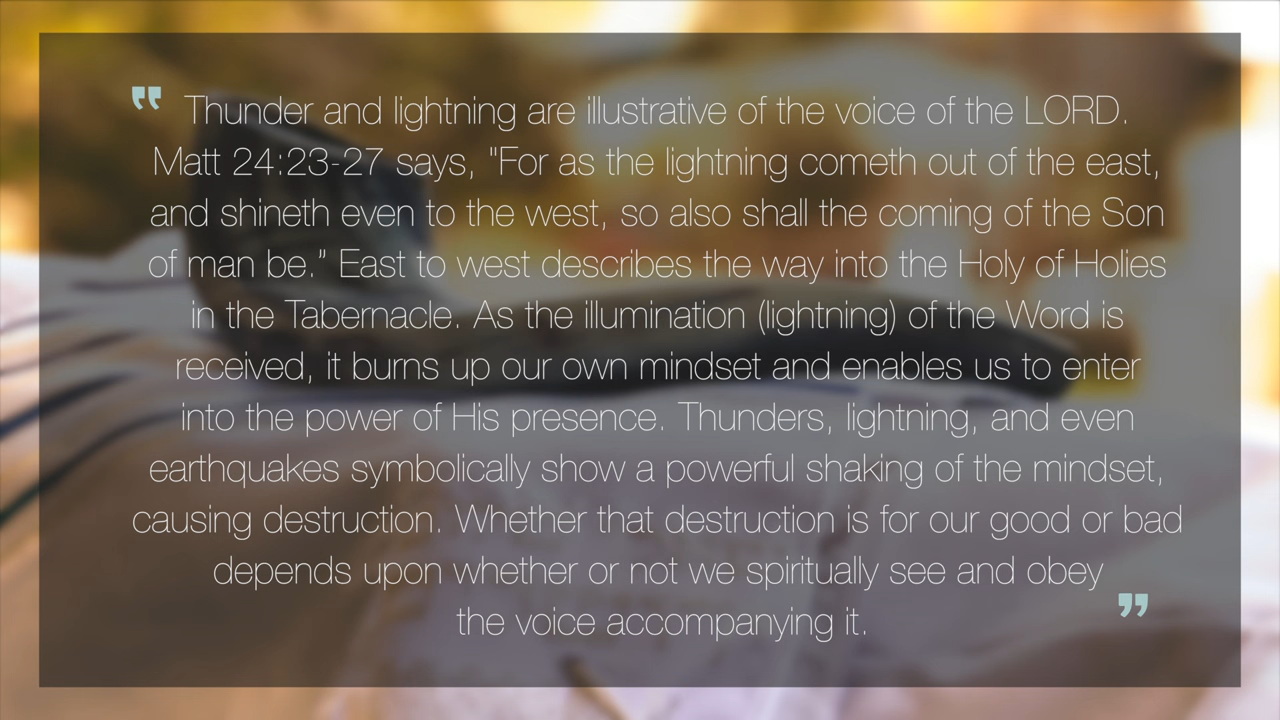 " Thunder and lightning are illustrative of the voice of the LORD.
Matt 24:23-27 says, "For as the lightning cometh out of the east,
and shineth even to the west, so also shall the coming of the Son
of man be.” East to west describes the way into the Holy of Holies
in the Tabernacle. As the illumination (lightning) of the Word is
received, it burns up our own mindset and enables us to enter
into the power of His presence. Thunders, lightning, and even
earthquakes symbolically show a powerful shaking of the mindset,
causing destruction. Whether that destruction is for our good or bad
depends upon whether or not we spiritually see and obey
the voice accompanying it. ”